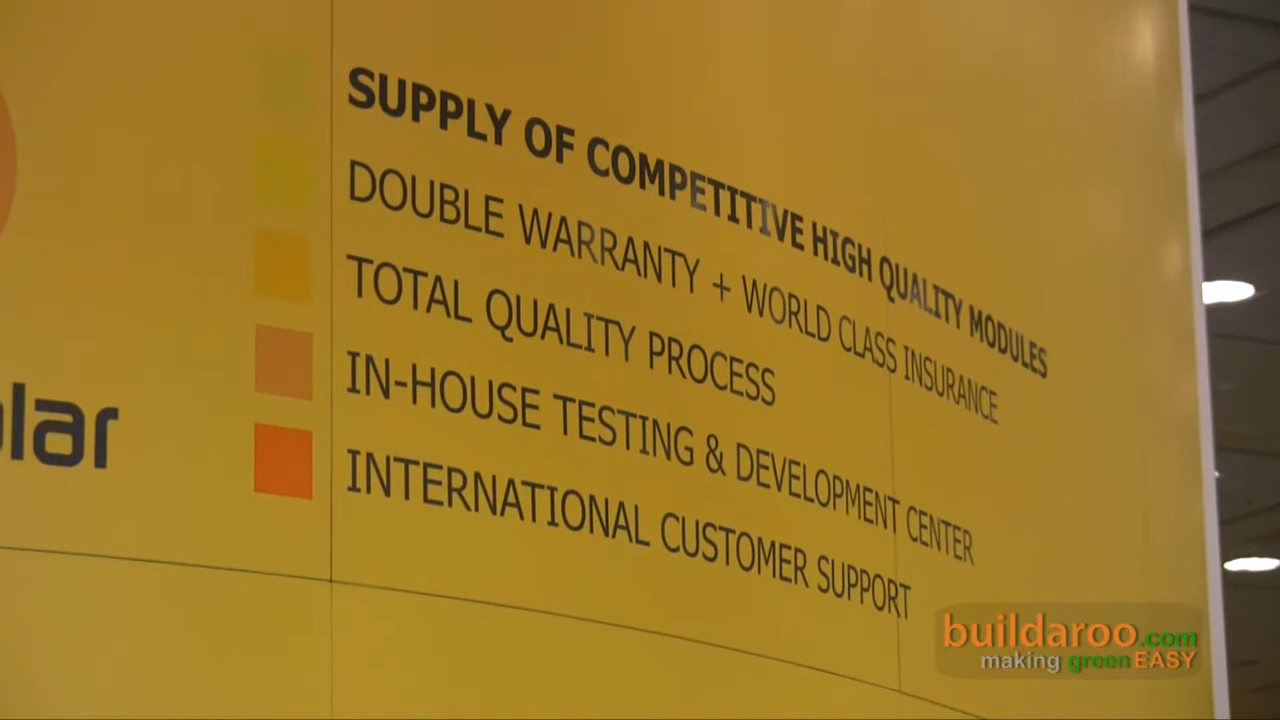 SUPPLY OF COMPETITIVE HIGH QUALITY MODULES
DOUBLE WARRANTY + WORLD CLASS INSURANCE
TOTAL QUALITY PROCESS
IN-HOUSE TESTING & DEVELOPMENT CENTER
INTERNATIONAL CUSTOMER SUPPORT
lar
buildaroo.com
making green EASY